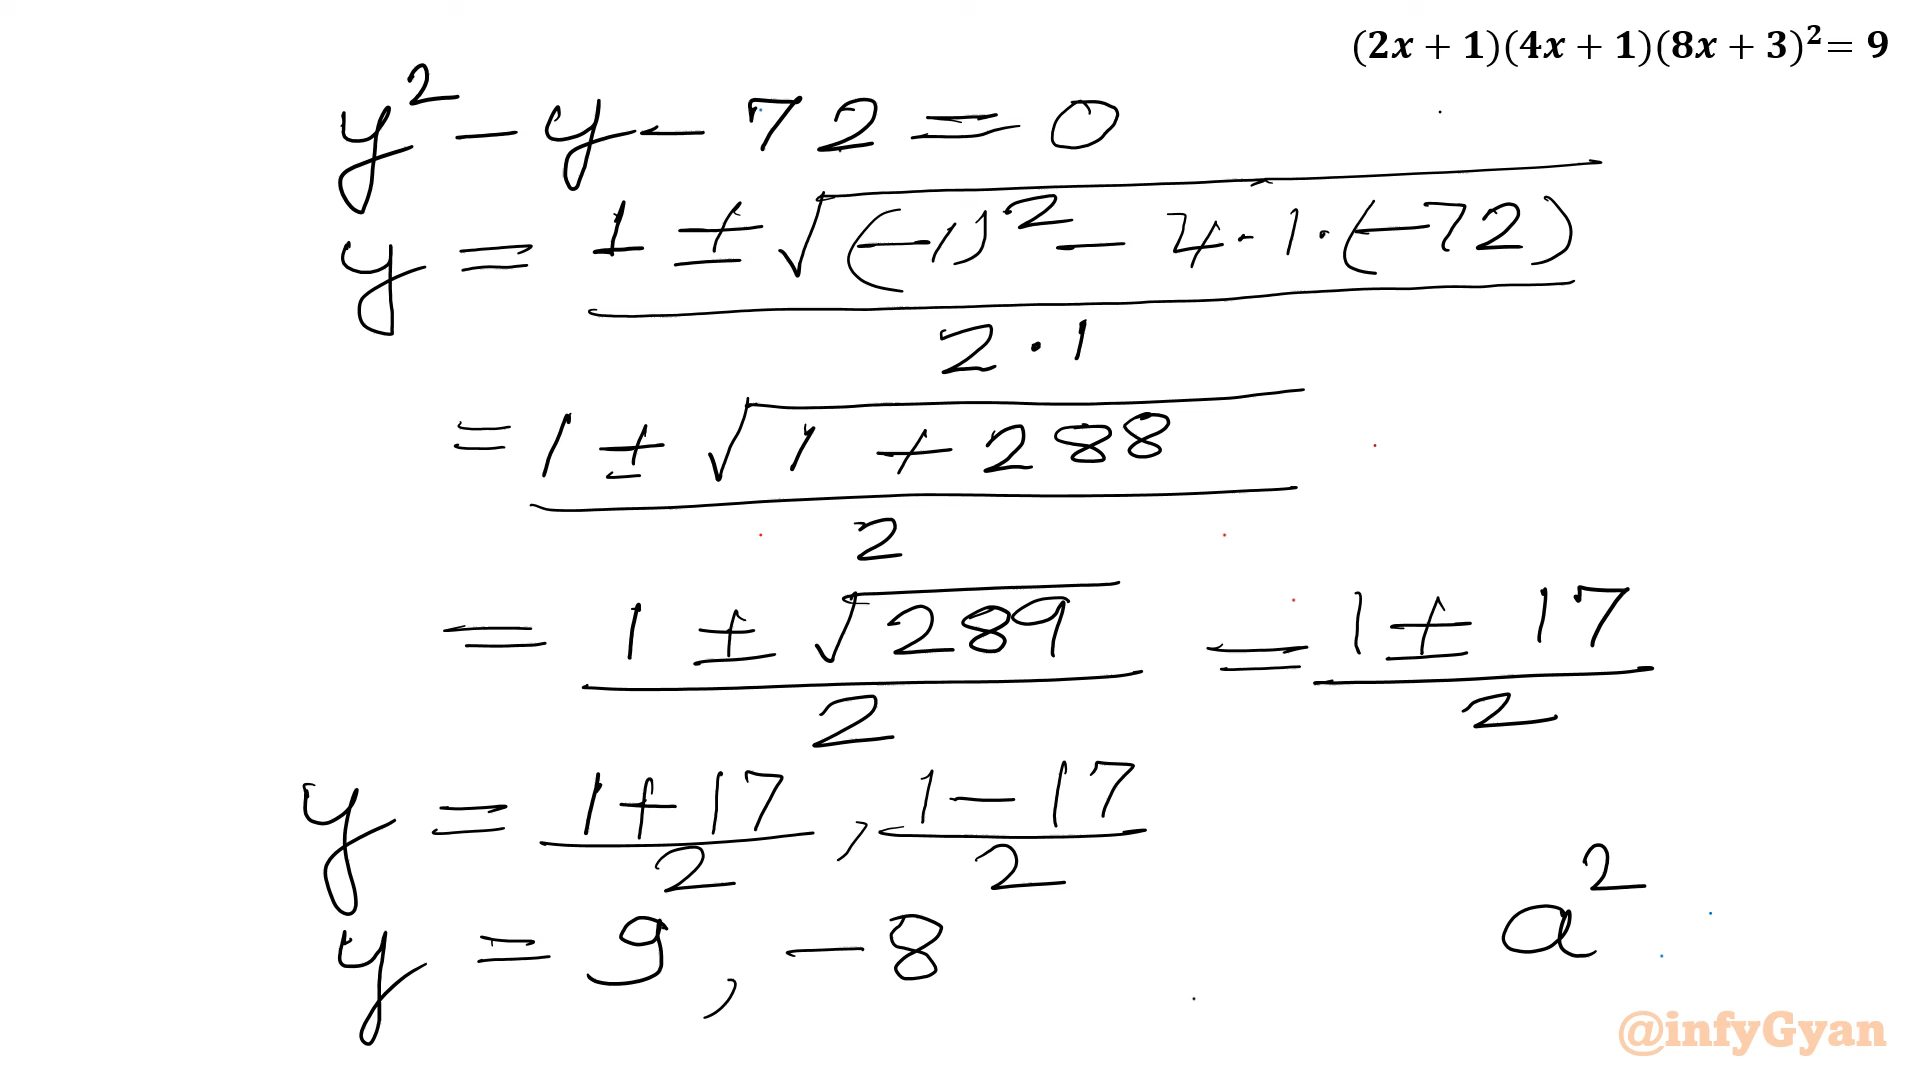 (2x + 1)(4x + 1)(8x + 3)²= 9
y² - y - 72 = 0
y = (1 ± √((-1)² - 4·1·(-72)))/(2·1)
= (1 ± √(1 + 288))/2
= (1 ± √289)/2 = (1 ± 17)/2
y = (1+17)/2 , (1-17)/2
y = 9 , -8
a²
@infyGyan